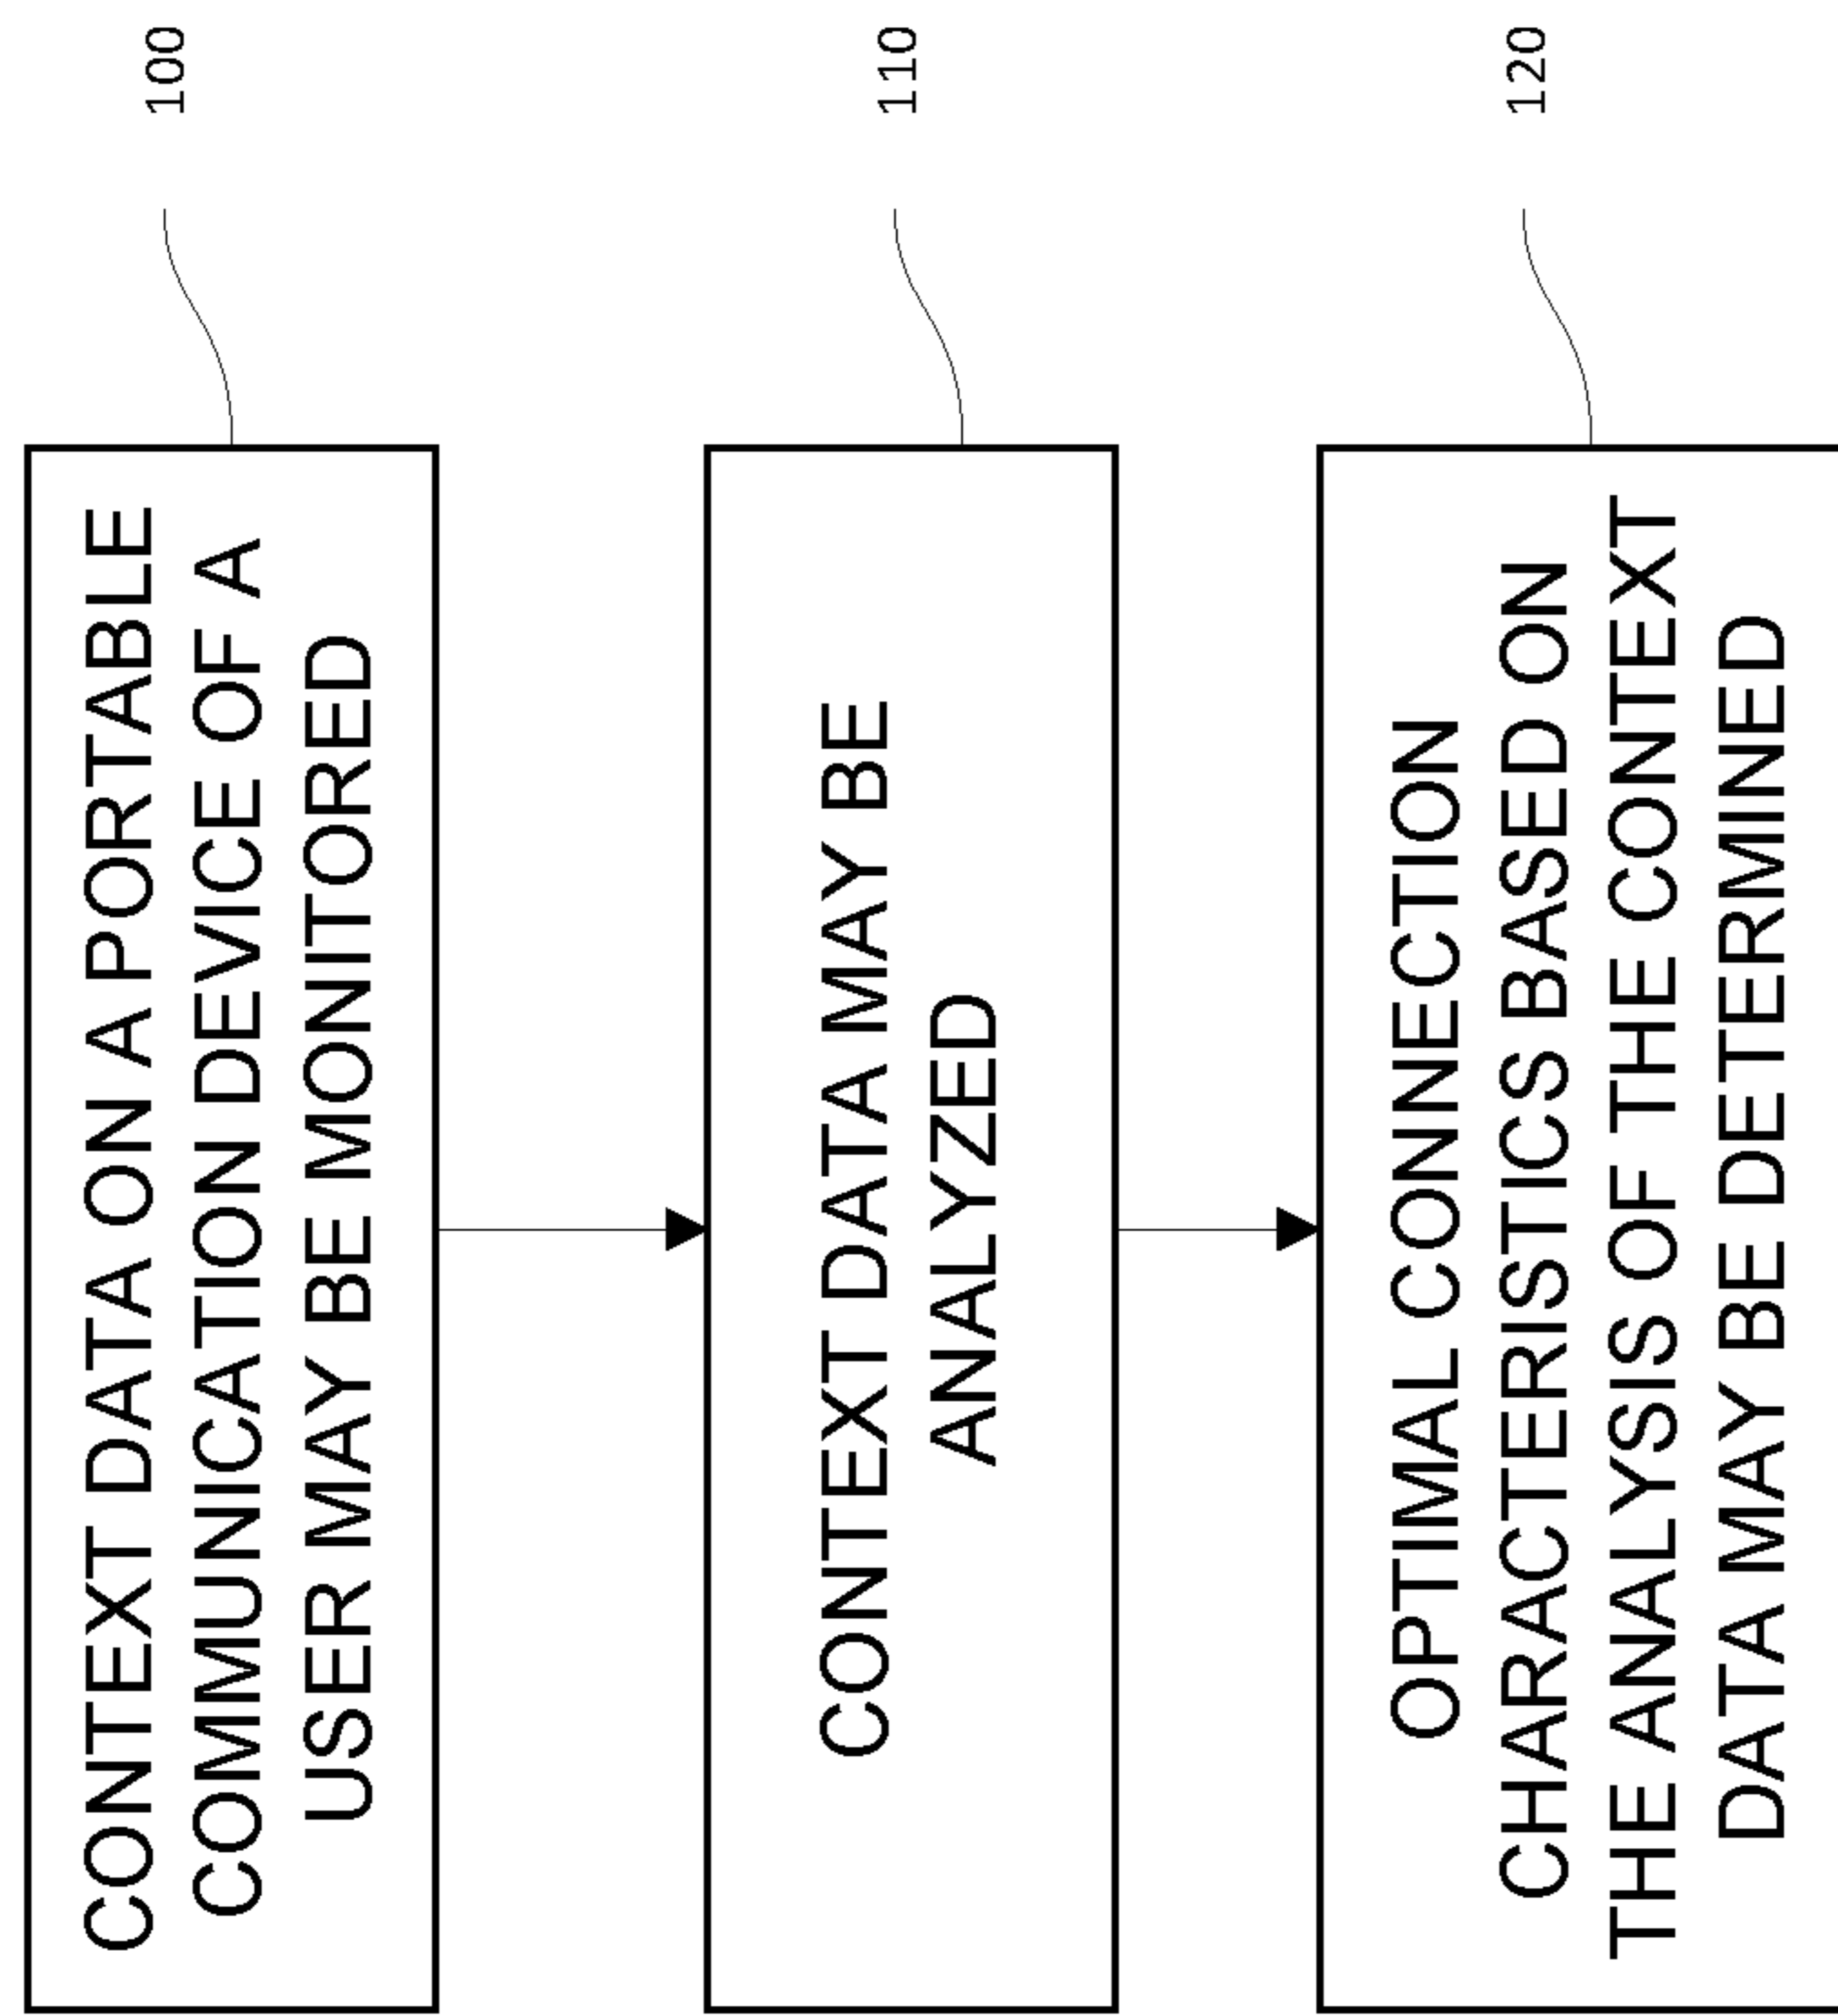 CONTEXT DATA ON A PORTABLE
COMMUNICATION DEVICE OF A
USER MAY BE MONITORED
100
CONTEXT DATA MAY BE
ANALYZED
110
OPTIMAL CONNECTION
CHARACTERISTICS BASED ON
THE ANALYSIS OF THE CONTEXT
DATA MAY BE DETERMINED
120